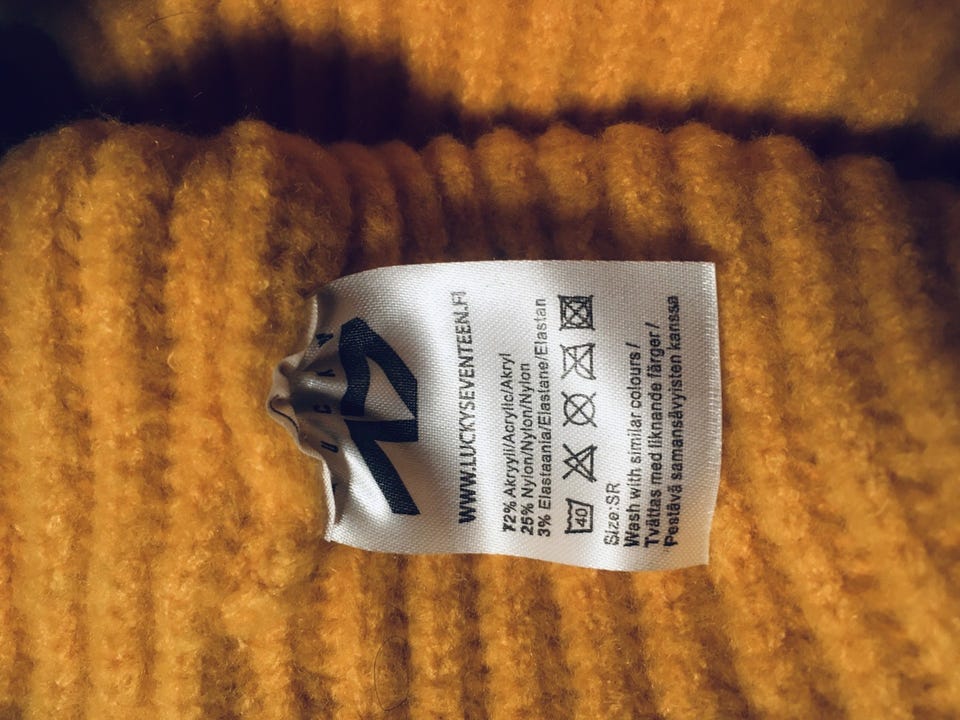 WWW.LUCKYSEVENTEEN.FI
72% Akryyli/Acrylic/Akryl
25% Nylon/Nylon/Nylon
3% Elastaania/Elastane/Elastan
40
Size:SR
Wash with similar colours/
Tvättas med liknande färger/
Pestävä samansävyisten kanssa